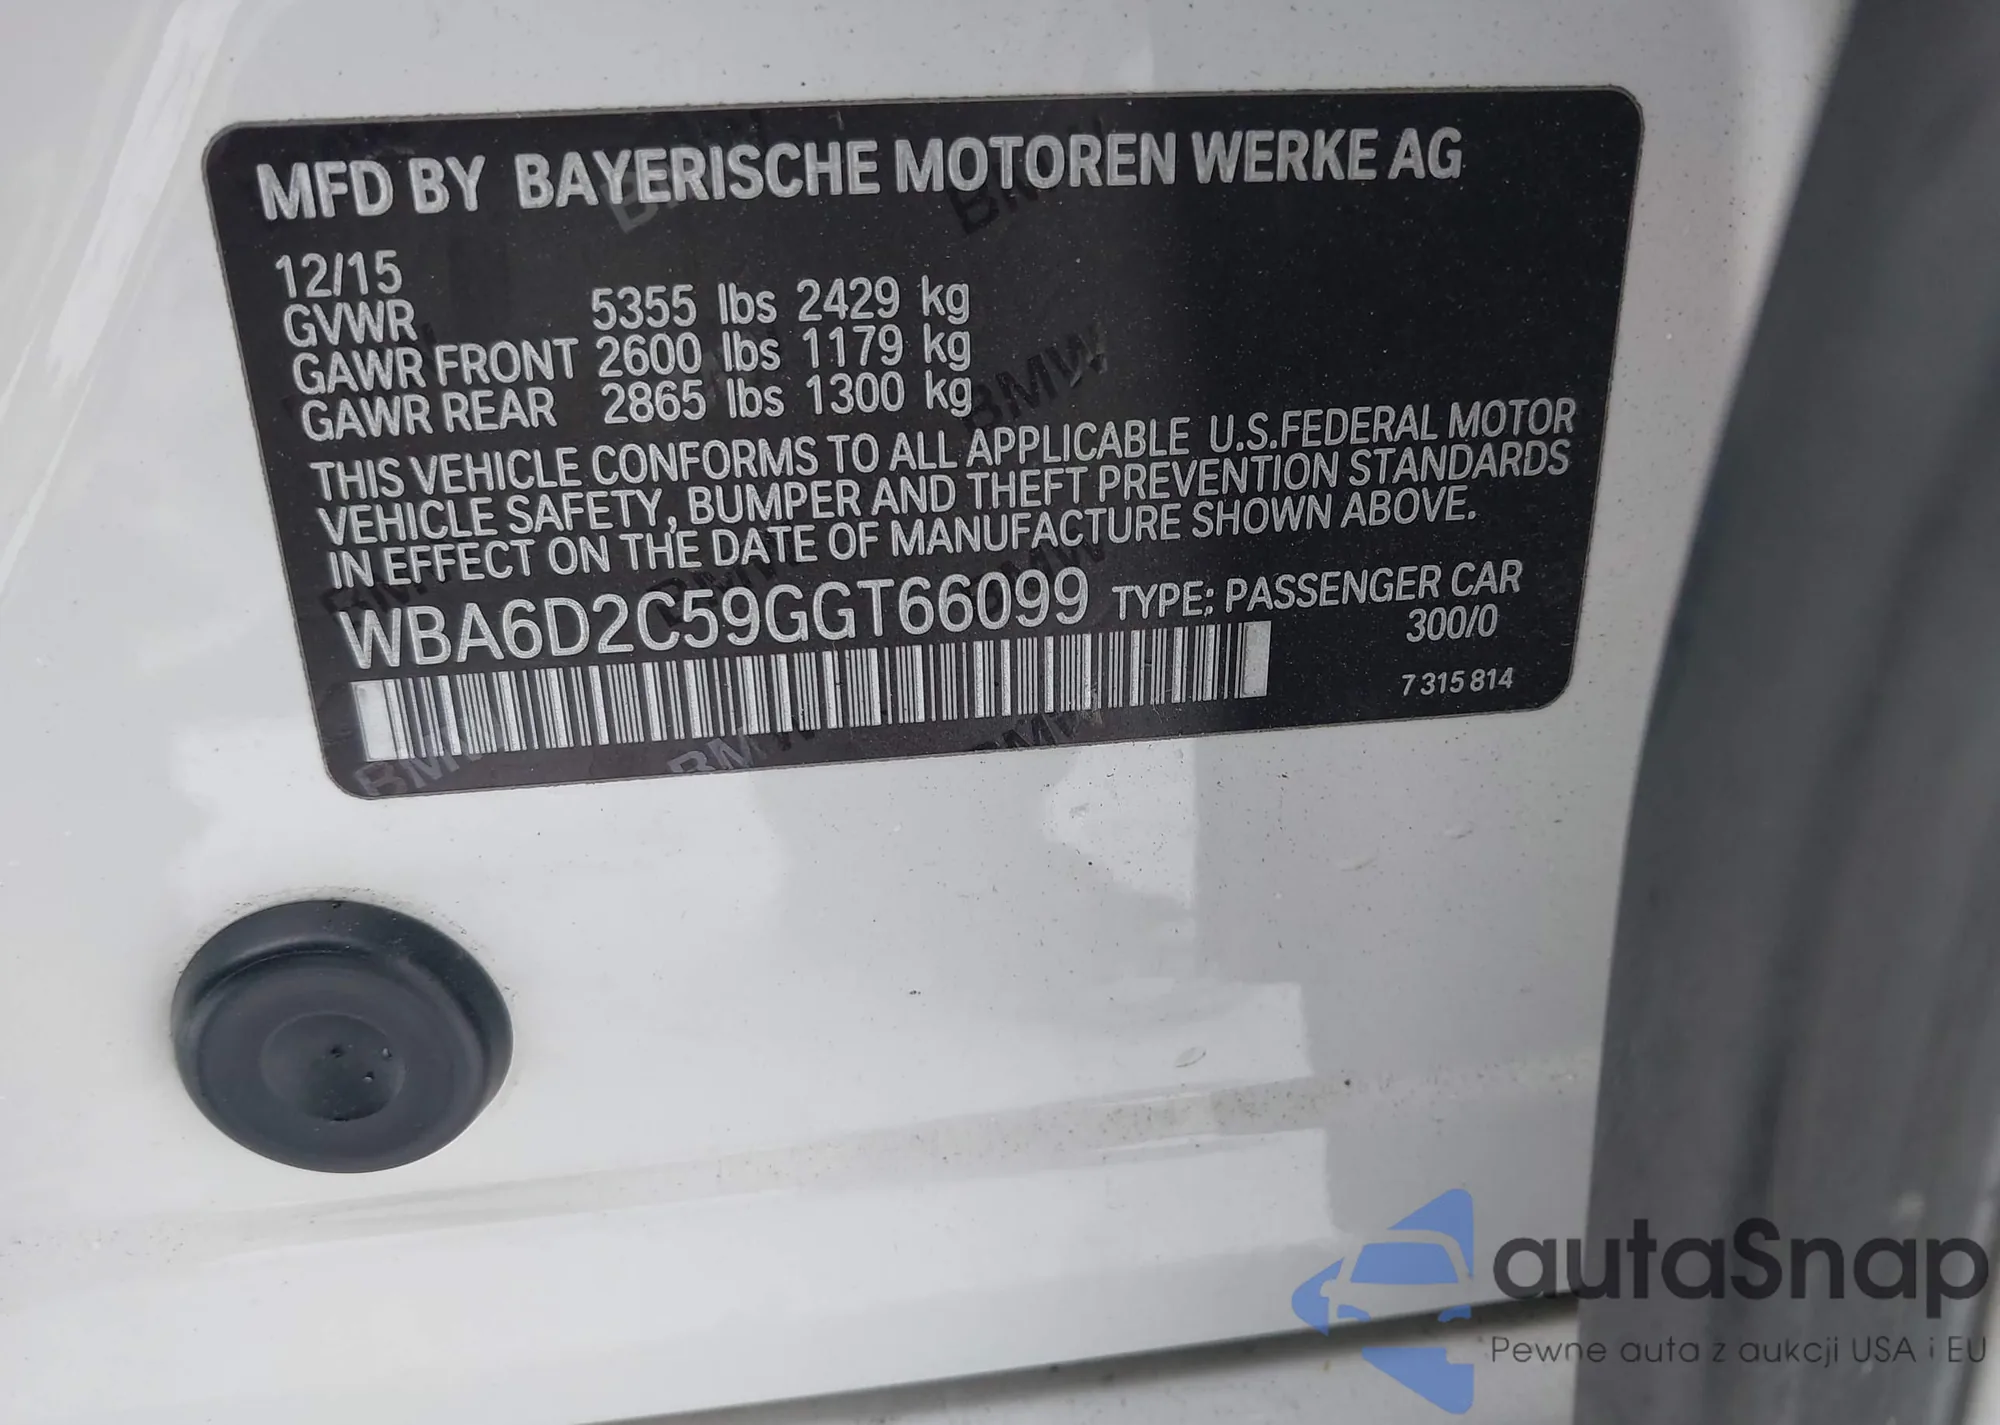 MFD BY BAYERISCHE MOTOREN WERKE AG
12/15
GVWR 5355 lbs 2429 kg
GAWR FRONT 2600 lbs 1179 kg
GAWR REAR 2865 lbs 1300 kg
THIS VEHICLE CONFORMS TO ALL APPLICABLE U.S.FEDERAL MOTOR
VEHICLE SAFETY, BUMPER AND THEFT PREVENTION STANDARDS
IN EFFECT ON THE DATE OF MANUFACTURE SHOWN ABOVE.
WBA6D2C59GGT66099 TYPE: PASSENGER CAR
300/0
7 315 814
BMW BMW BMW
autaSnap
Pewne auta z aukcji USA i EU